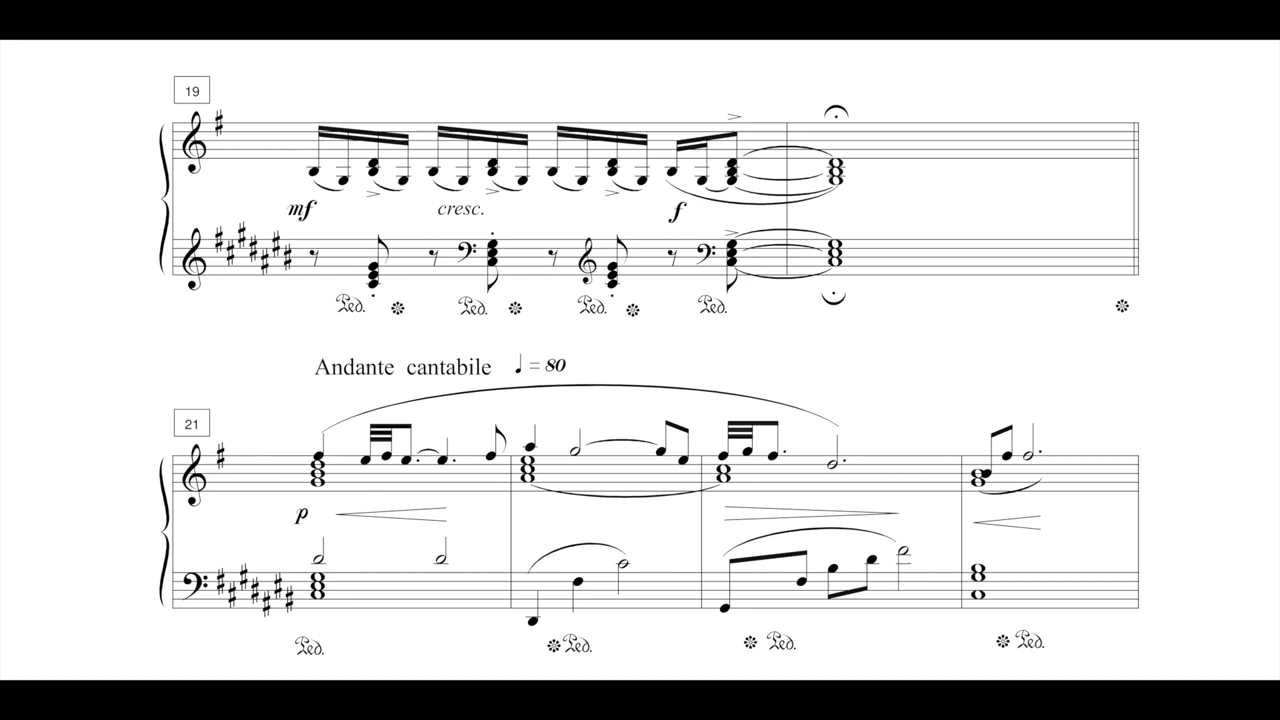 19
mf cresc. f
Ped. Ped. Ped. Ped.
Andante cantabile ♩ = 80
21
p
Ped. Ped. Ped. Ped.